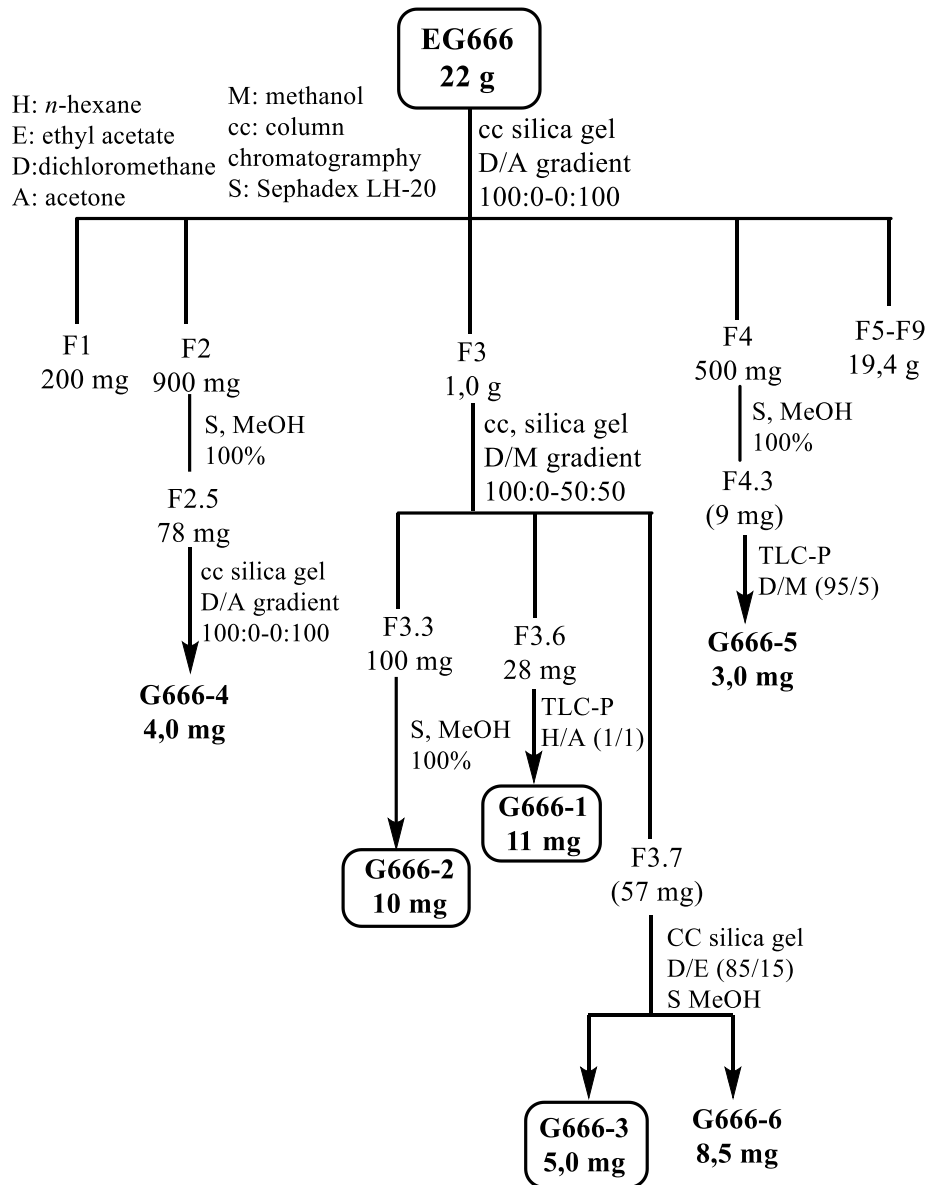 EG666
22 g
H: n-hexane
E: ethyl acetate
D:dichloromethane
A: acetone
M: methanol
cc: column
chromatogramphy
S: Sephadex LH-20
cc silica gel
D/A gradient
100:0-0:100
F1
200 mg
F2
900 mg
F3
1,0 g
F4
500 mg
F5-F9
19,4 g
S, MeOH
100%
F2.5
78 mg
cc silica gel
D/A gradient
100:0-0:100
G666-4
4,0 mg
cc, silica gel
D/M gradient
100:0-50:50
F3.3
100 mg
S, MeOH
100%
G666-2
10 mg
F3.6
28 mg
TLC-P
H/A (1/1)
G666-1
11 mg
F3.7
(57 mg)
CC silica gel
D/E (85/15)
S MeOH
G666-3
5,0 mg
G666-6
8,5 mg
S, MeOH
100%
F4.3
(9 mg)
TLC-P
D/M (95/5)
G666-5
3,0 mg